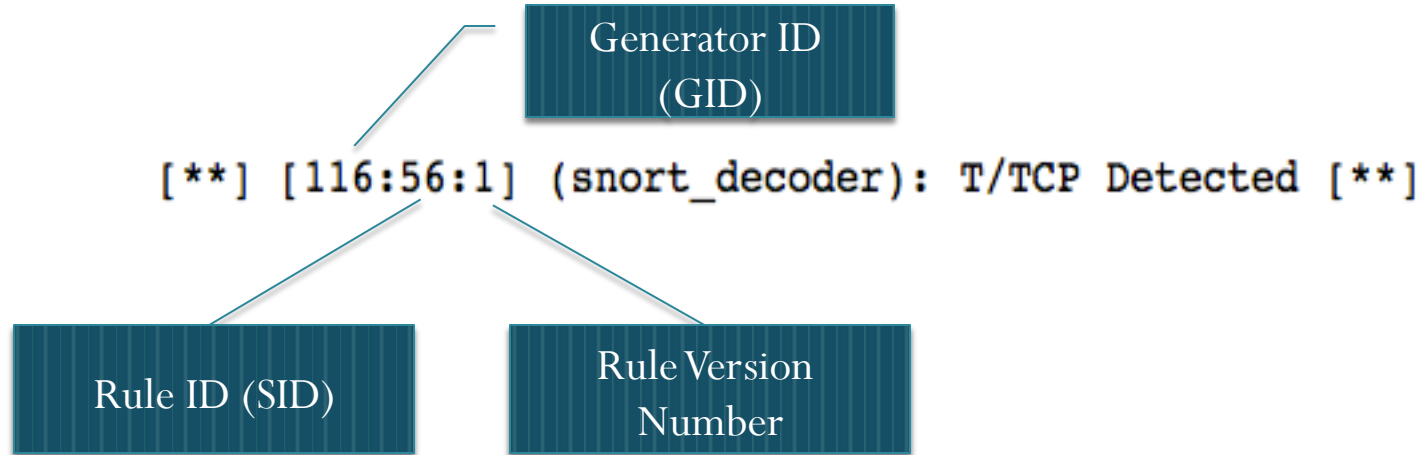 Generator ID
(GID)
[**] [116:56:1] (snort_decoder): T/TCP Detected [**]
Rule ID (SID)
Rule Version
Number